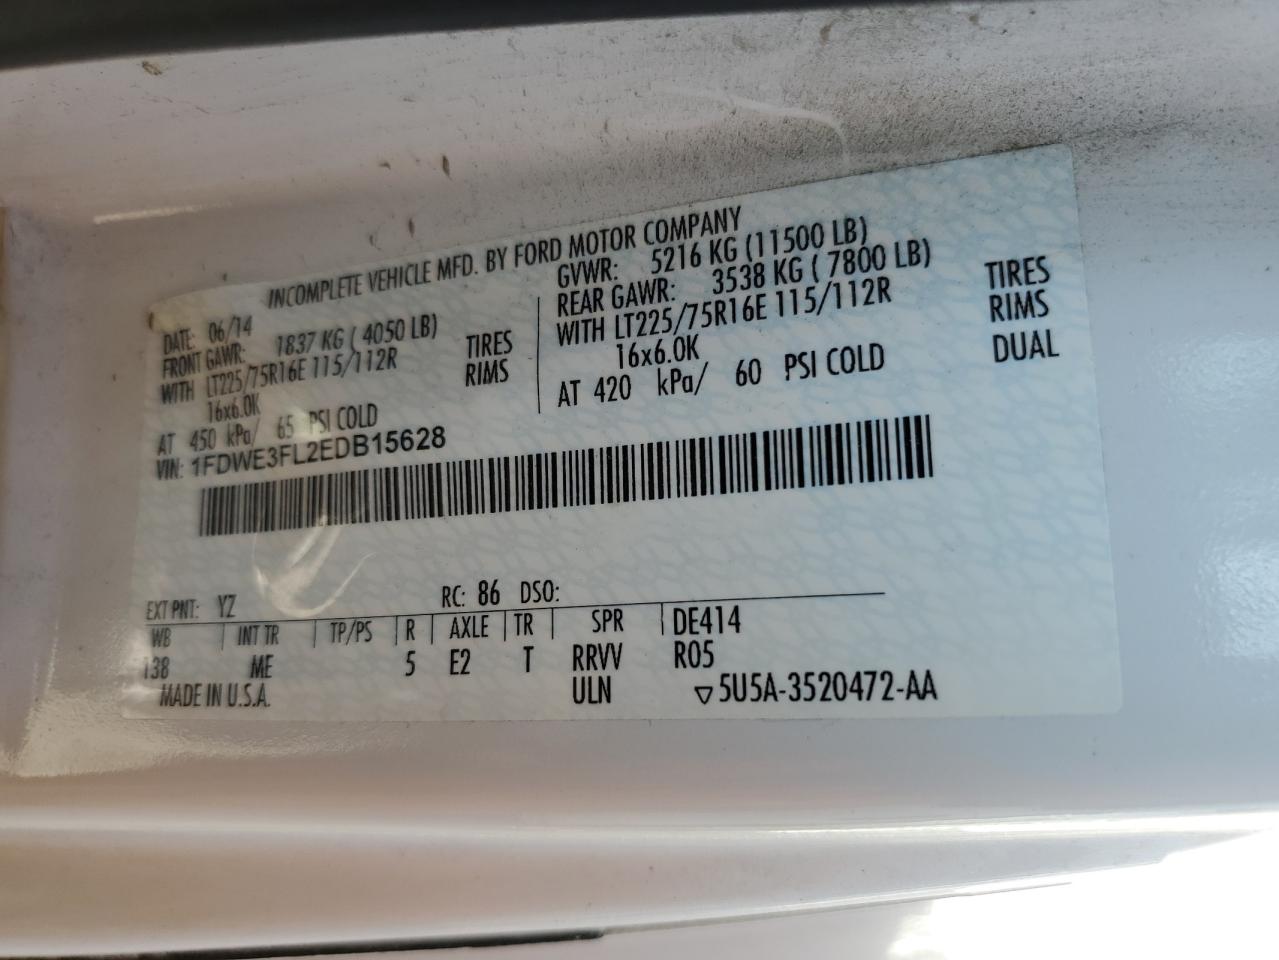 INCOMPLETE VEHICLE MFD. BY FORD MOTOR COMPANY
DATE: 06/14
FRONT GAWR: 1837 KG ( 4050 LB)
WITH LT225/75R16E 115/112R TIRES
16x6.0K RIMS
AT 450 kPa/ 65 PSI COLD
GVWR: 5216 KG (11500 LB)
REAR GAWR: 3538 KG ( 7800 LB)
WITH LT225/75R16E 115/112R TIRES
16x6.0K RIMS
AT 420 kPa/ 60 PSI COLD DUAL
VIN: 1FDWE3FL2EDB15628
EXT PNT: YZ RC: 86 DSO:
WB INT TR TP/PS R AXLE TR SPR DE414
138 ME 5 E2 T RRVV R05
MADE IN U.S.A. ULN ▽5U5A-3520472-AA